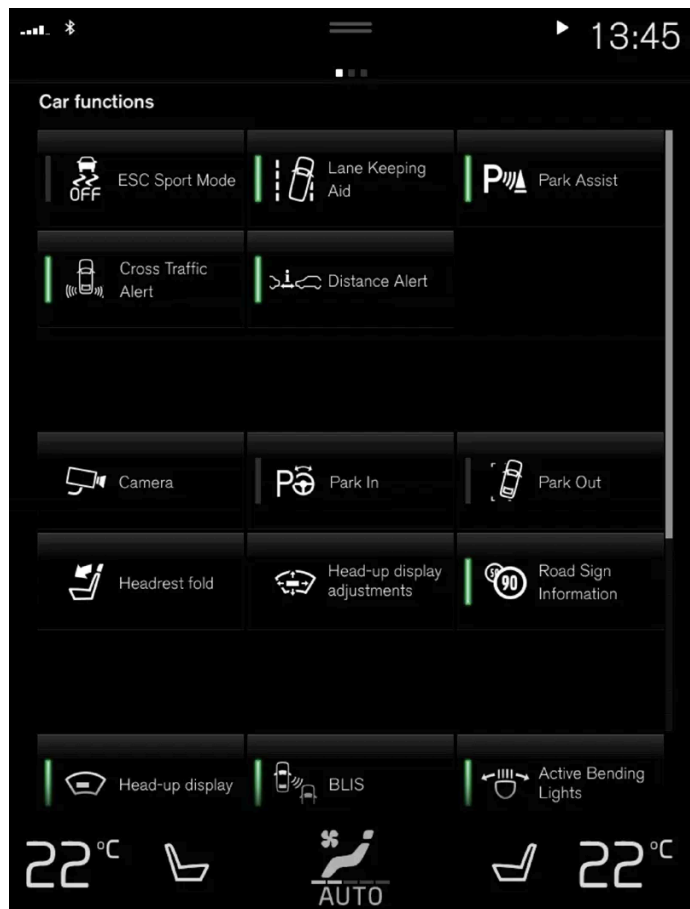 13:45
Car functions
OFF
ESC Sport Mode
Lane Keeping
Aid
P
Park Assist
Cross Traffic
Alert
Distance Alert
Camera
P
Park In
Park Out
Headrest fold
Head-up display
adjustments
50
90
Road Sign
Information
Head-up display
BLIS
Active Bending
Lights
22°C
AUTO
22°C